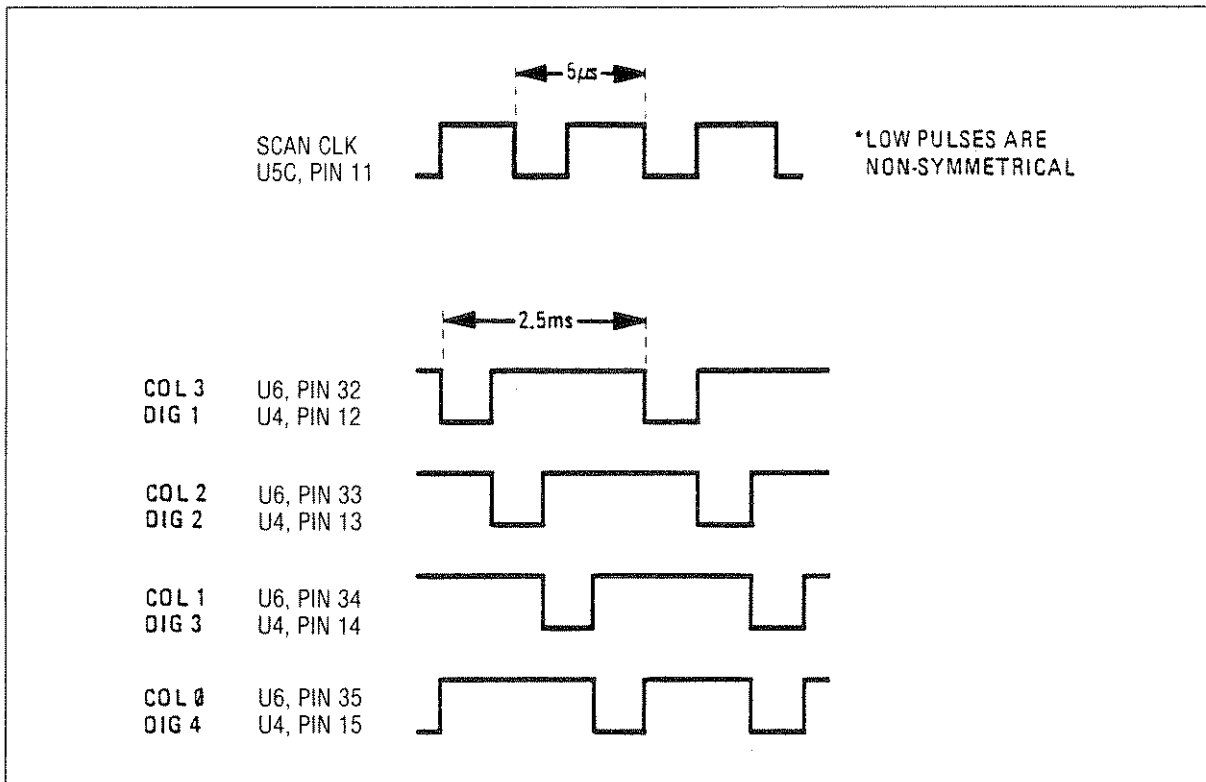 5µs
SCAN CLK
U5C, PIN 11
*LOW PULSES ARE
NON-SYMMETRICAL
2.5ms
COL 3 U6, PIN 32
DIG 1 U4, PIN 12
COL 2 U6, PIN 33
DIG 2 U4, PIN 13
COL 1 U6, PIN 34
DIG 3 U4, PIN 14
COL 0 U6, PIN 35
DIG 4 U4, PIN 15